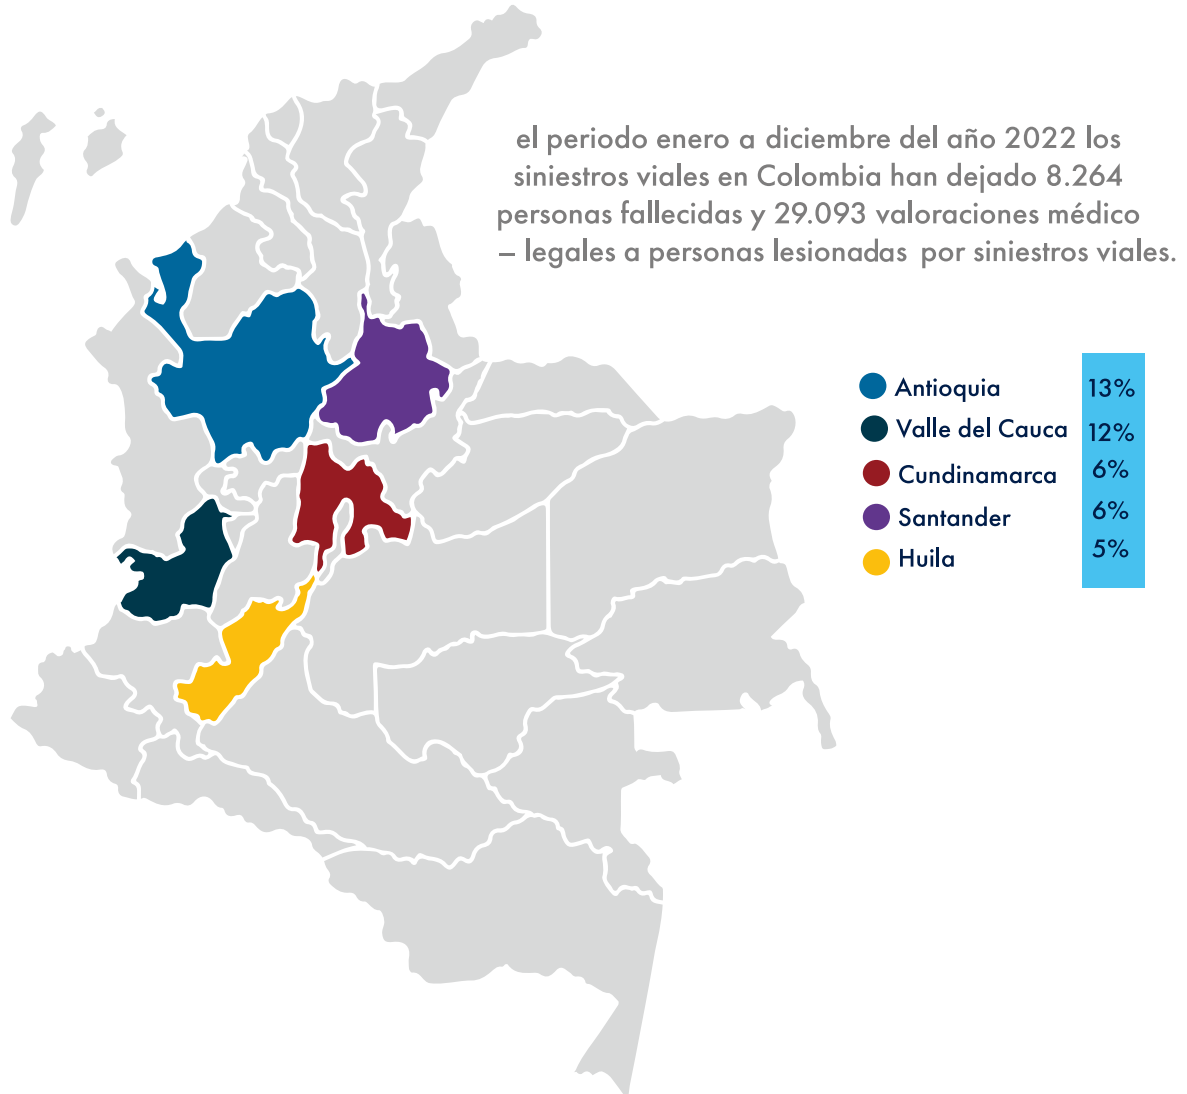 el periodo enero a diciembre del año 2022 los
siniestros viales en Colombia han dejado 8.264
personas fallecidas y 29.093 valoraciones médico
– legales a personas lesionadas por siniestros viales.
Antioquia 13%
Valle del Cauca 12%
Cundinamarca 6%
Santander 6%
Huila 5%